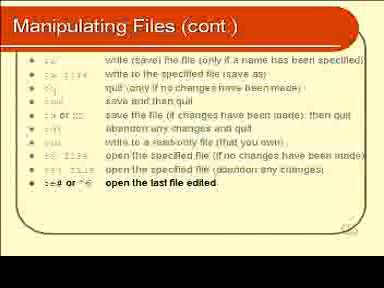 Manipulating Files (cont.)
write (save) the file (only if a name has been specified)
write to the specified file (save as)
quit (only if no changes have been made)
save and then quit
or save the file (if changes have been made) then quit
abandon any changes and quit
write to a read-only file (that you own)
open the specified file (if no changes have been made)
open the specified file (abandon any changes)
:e# or ^6 open the last file edited